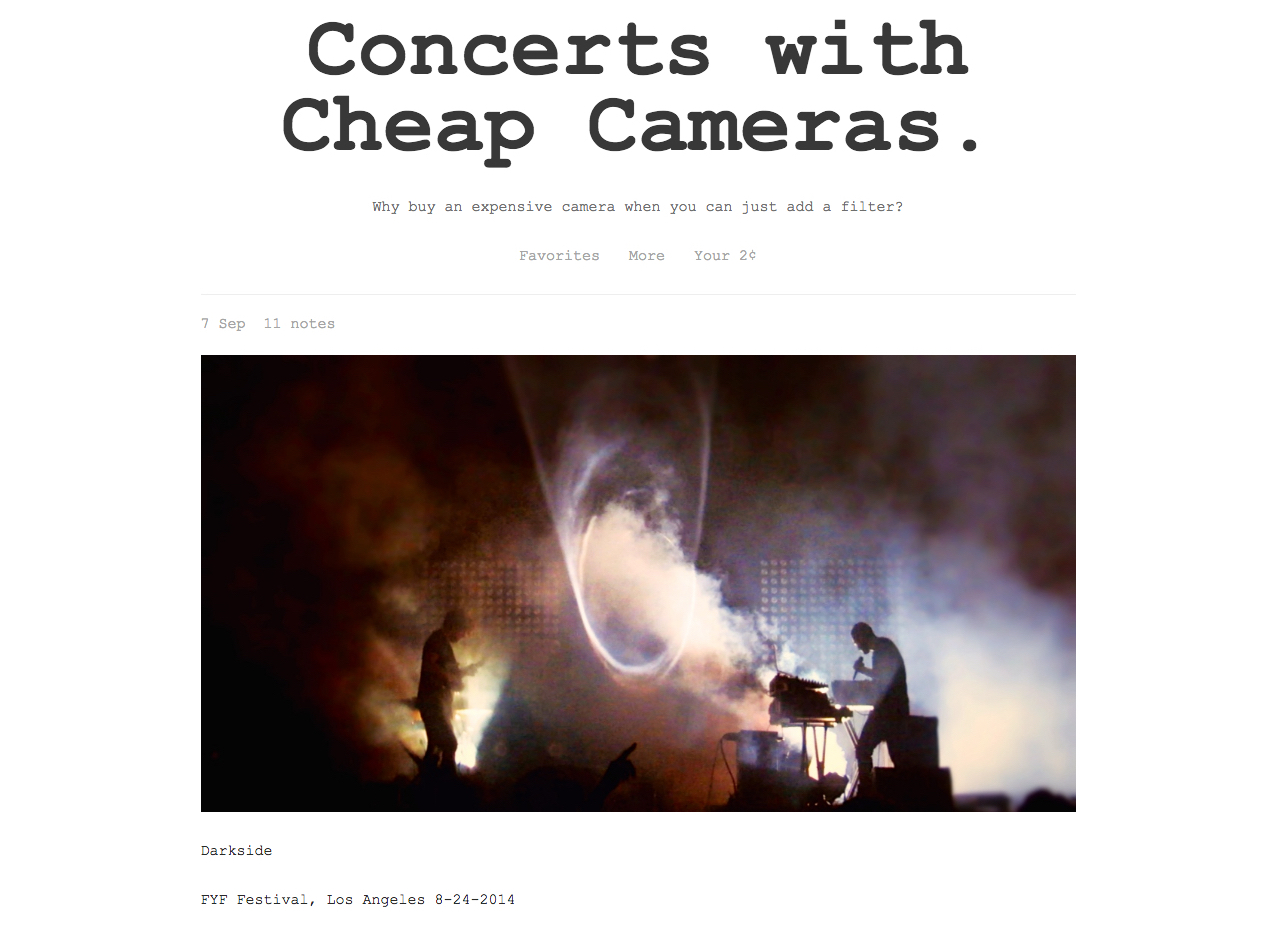 Concerts with
Cheap Cameras.
Why buy an expensive camera when you can just add a filter?
Favorites More Your 2¢
7 Sep 11 notes
Darkside
FYF Festival, Los Angeles 8-24-2014